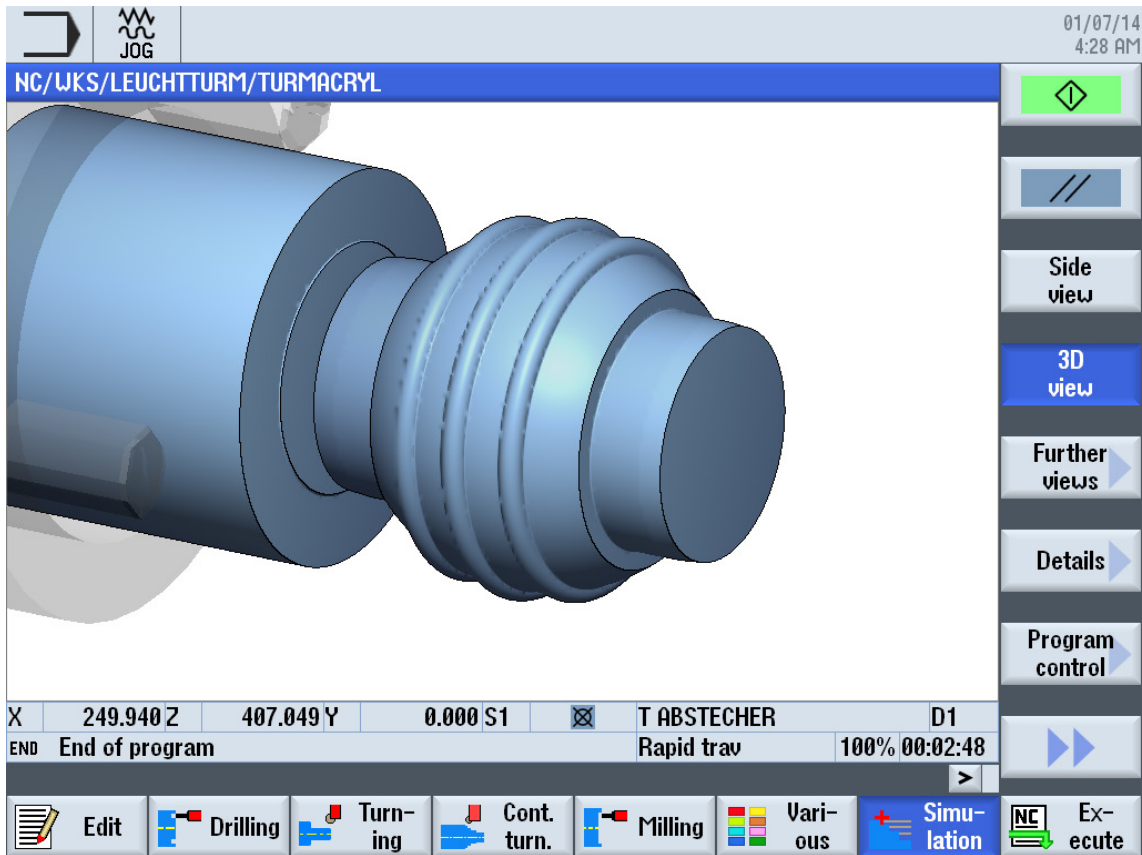 JOG
01/07/14
4:28 AM
NC/WKS/LEUCHTTURM/TURMACRYL
Side
view
3D
view
Further
views
Details
Program
control
X 249.940 Z 407.049 Y 0.000 S1 T ABSTECHER D1
END End of program Rapid trav 100% 00:02:48
>
Edit
Drilling
Turn-
ing
Cont.
turn.
Milling
Vari-
ous
Simu-
lation
NC
Ex-
ecute